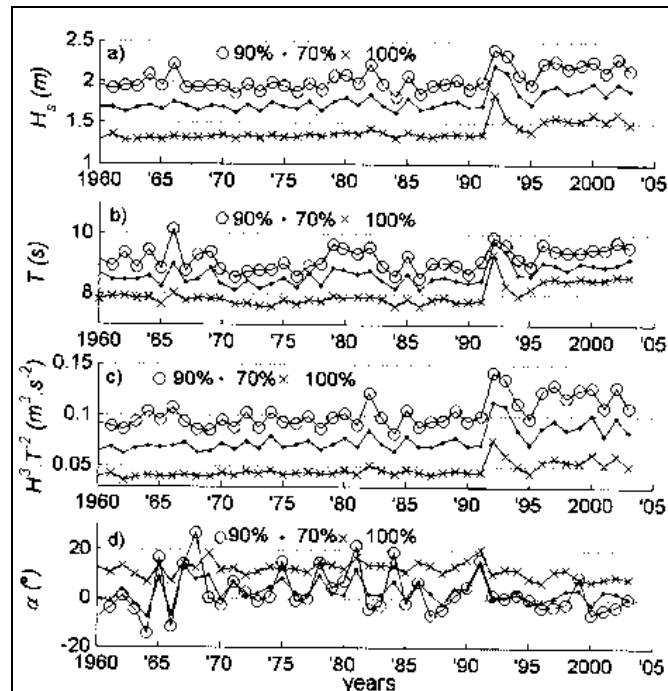 a) 90% 70% 100%
H_s (m)
2.5
2
1.5
1
1960 '65 '70 '75 '80 '85 '90 '95 2000 '05
b) 90% 70% 100%
T (s)
10
8
1960 '65 '70 '75 '80 '85 '90 '95 2000 '05
c) 90% 70% 100%
H³.T⁻² (m³.s⁻²)
0.15
0.1
0.05
1960 '65 '70 '75 '80 '85 '90 '95 2000 '05
d) 90% 70% 100%
α (°)
20
0
-20
1960 '65 '70 '75 '80 '85 '90 '95 2000 '05
years